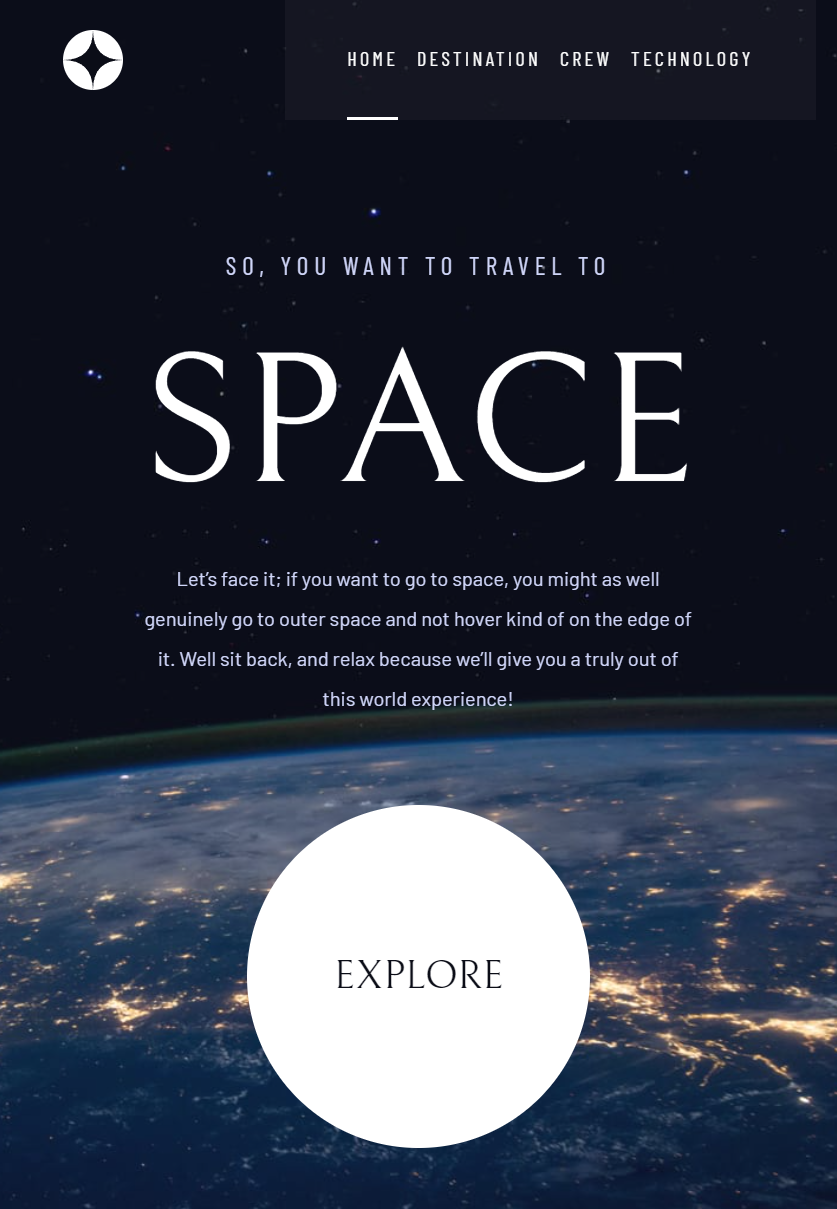 HOME DESTINATION CREW TECHNOLOGY
SO, YOU WANT TO TRAVEL TO
SPACE
Let’s face it; if you want to go to space, you might as well
genuinely go to outer space and not hover kind of on the edge of
it. Well sit back, and relax because we’ll give you a truly out of
this world experience!
EXPLORE